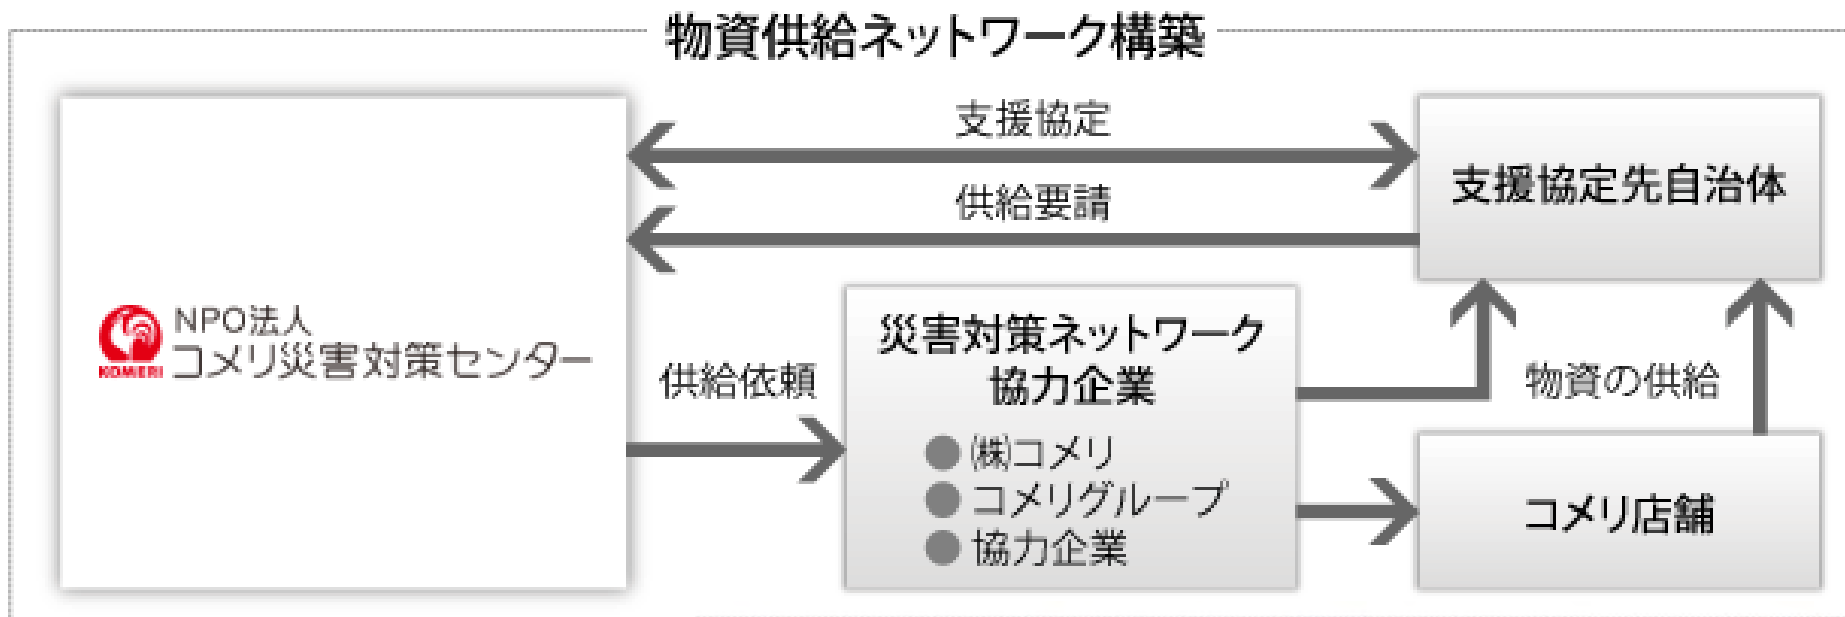 物資供給ネットワーク構築
支援協定
供給要請
支援協定先自治体
NPO法人
コメリ災害対策センター
KOMERI
供給依頼
災害対策ネットワーク
協力企業
● ㈱コメリ
● コメリグループ
● 協力企業
物資の供給
コメリ店舗